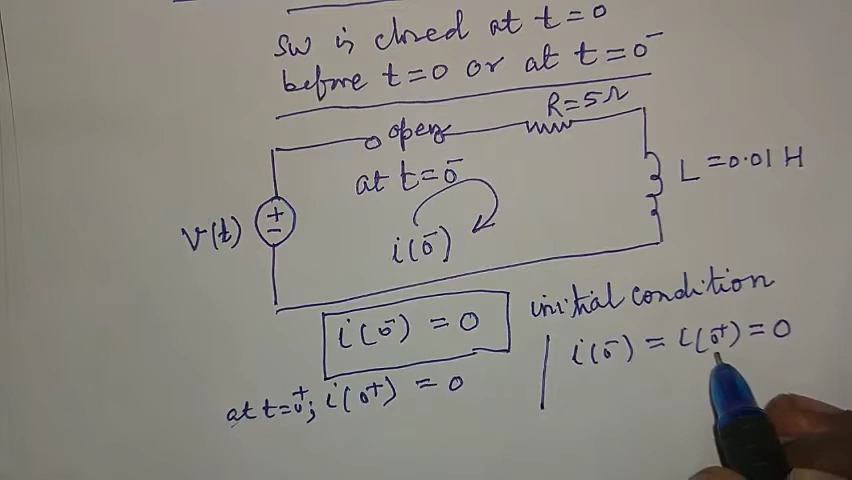 SW is closed at t=0
before t=0 or at t=0⁻
R=5Ω
open
at t=0⁻
L=0.01 H
V(t)
+
−
i(0⁻)
initial condition
i(0⁻) = 0
i(0⁻) = i(0⁺) = 0
at t=0⁺; i(0⁺) = 0